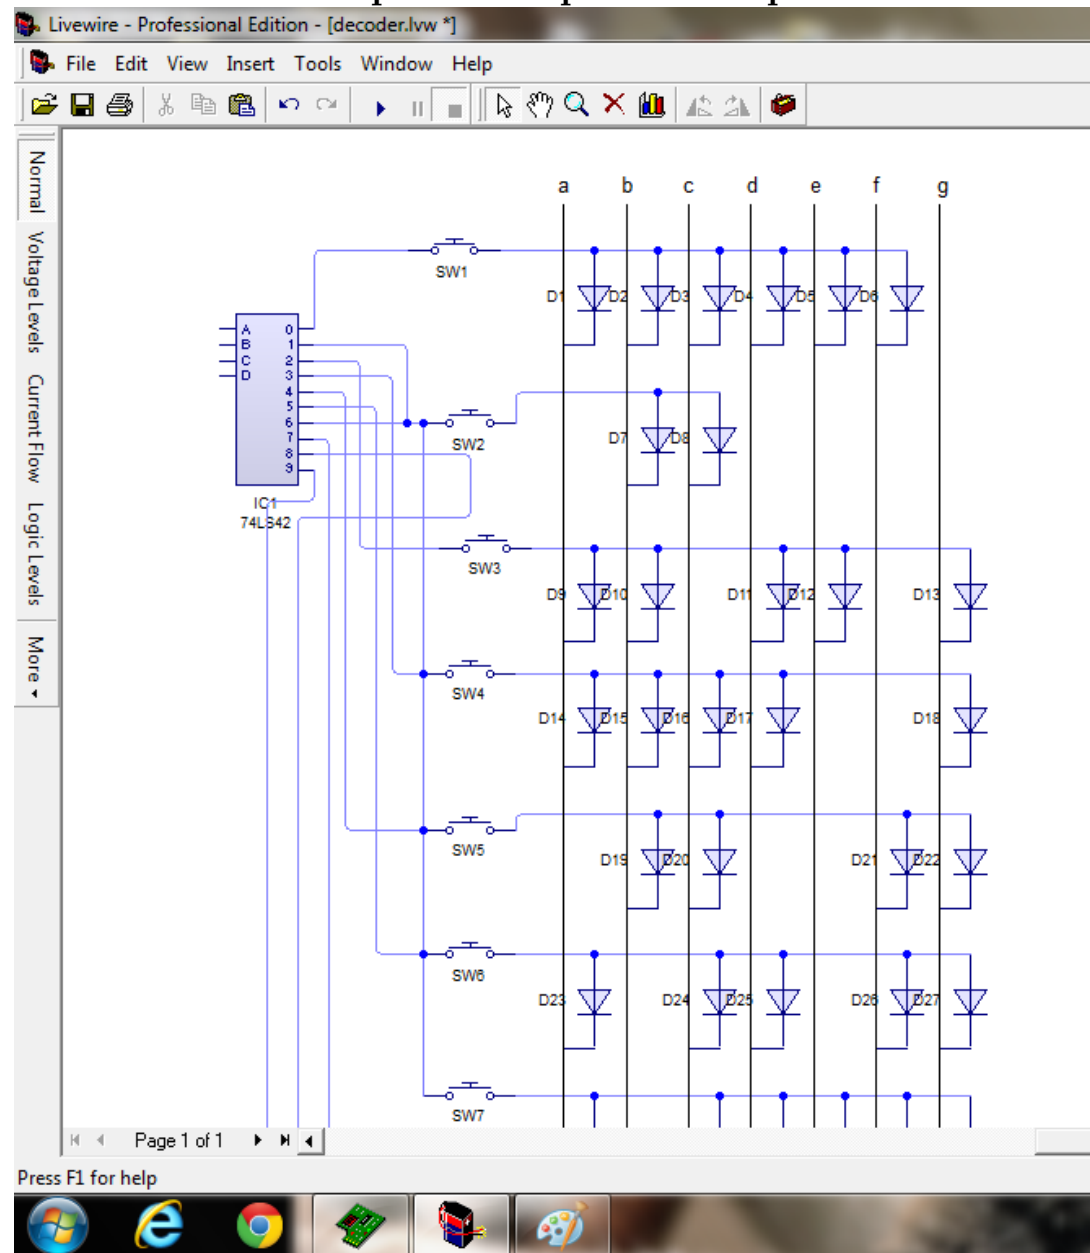 Livewire - Professional Edition - [decoder.lvw *]
File Edit View Insert Tools Window Help
Normal
Voltage Levels
Current Flow
Logic Levels
More
a b c d e f g
SW1
D1 D2 D3 D4 D5 D6
A 0
B 1
C 2
D 3
4
5
6
7
8
9
IC1
74LS42
SW2
D7 D8
SW3
D9 D10 D11 D12 D13
SW4
D14 D15 D16 D17 D18
SW5
D19 D20 D21 D22
SW6
D23 D24 D25 D26 D27
SW7
Page 1 of 1
Press F1 for help